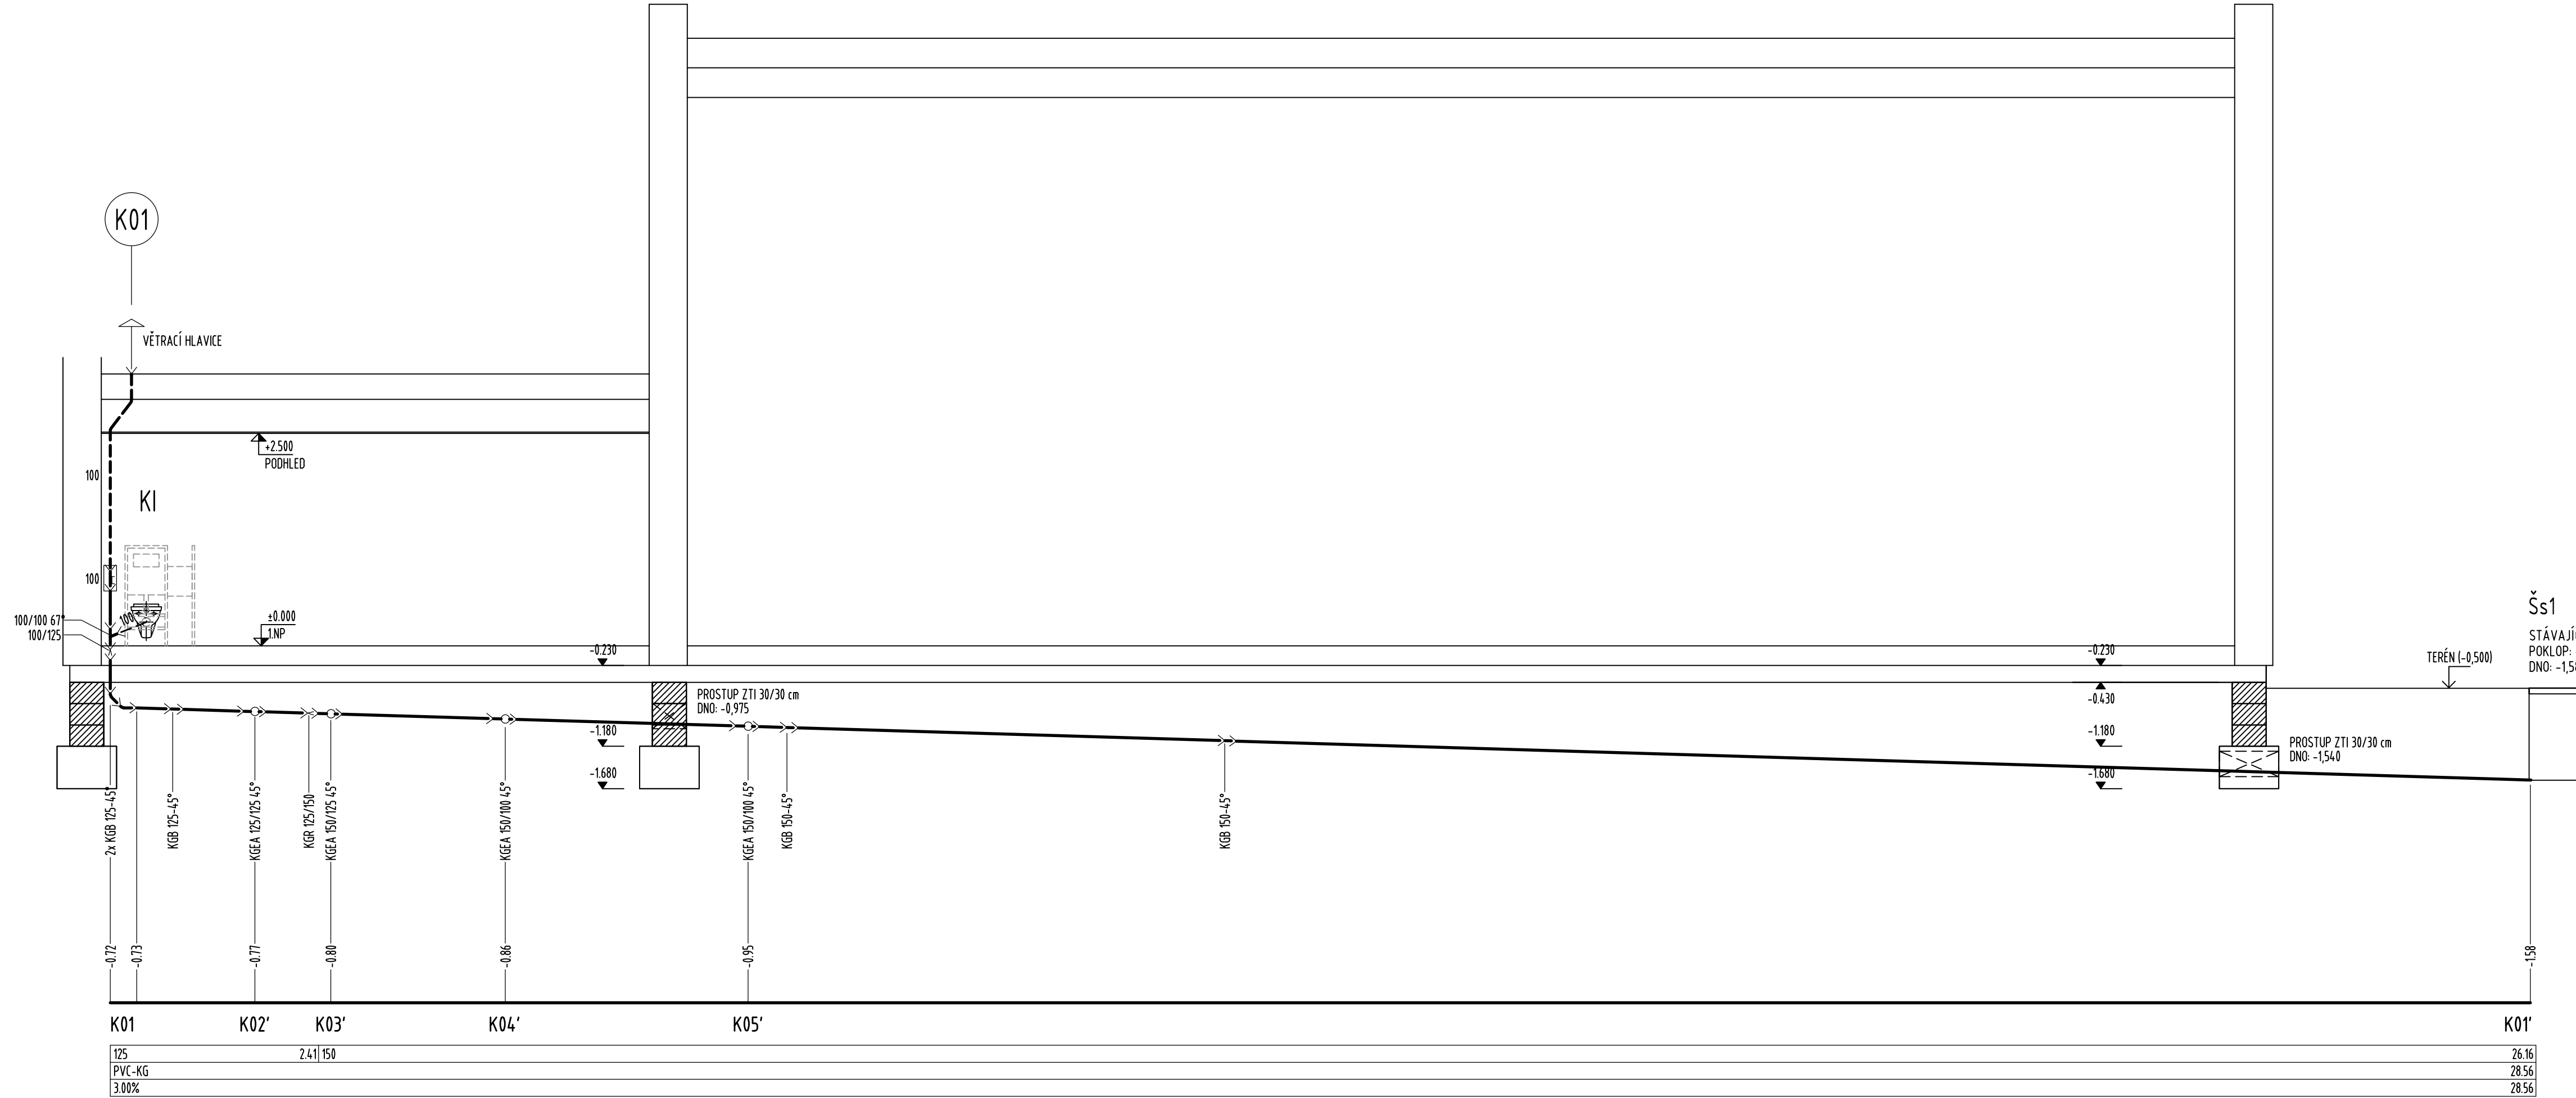 K01
VĚTRACÍ HLAVICE
+2.500
PODHLED
100
KI
100
100
100/100 67°
100/125
±0.000
1.NP
-0.230
-0.230
-0.430
-1.180
-1.180
-1.680
-1.680
PROSTUP ZTI 30/30 cm
DNO: -0,975
PROSTUP ZTI 30/30 cm
DNO: -1,540
TERÉN (-0,500)
Šs1
STÁVAJÍ
POKLOP:
DNO: -1,5
2x KGB 125-45°
KGB 125-45°
KGEA 125/125 45°
KGR 125/150
KGEA 150/125 45°
KGEA 150/100 45°
KGEA 150/100 45°
KGB 150-45°
KGB 150-45°
-0.72
-0.73
-0.77
-0.80
-0.86
-0.95
-1.58
K01
K02'
K03'
K04'
K05'
K01'
125 2.41 150 26.16
PVC-KG 28.56
3.00% 28.56